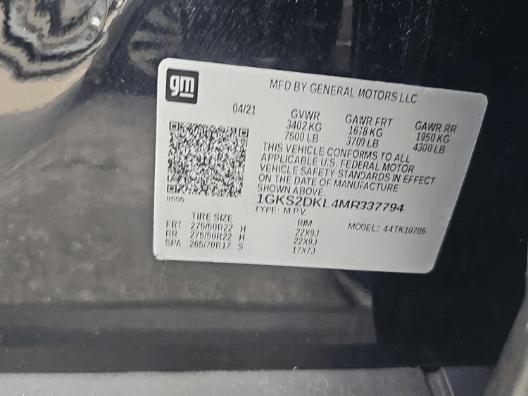 gm
MFD BY GENERAL MOTORS LLC
04/21
GVWR GAWR FRT GAWR RR
3402 KG 1678 KG 1950 KG
7500 LB 3700 LB 4300 LB
THIS VEHICLE CONFORMS TO ALL
APPLICABLE U.S. FEDERAL MOTOR
VEHICLE SAFETY STANDARDS IN EFFECT
ON THE DATE OF MANUFACTURE
SHOWN ABOVE.
1GKS2DKL4MR337794
TYPE: M.P.V. MODEL:
TIRE SIZE RIM
FRT 275/50R22 H 22X9J
RR 275/50R22 H 22X9J
SPA 265/70R17 S 17X7J